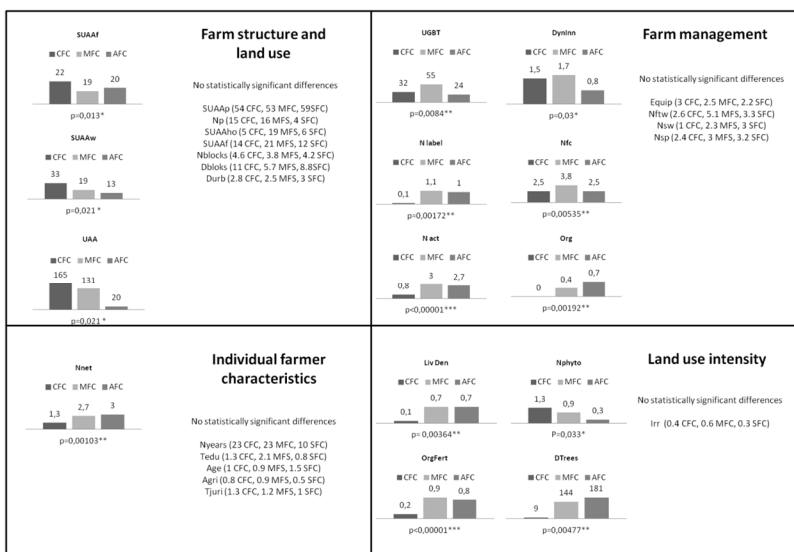 SUAAf
CFC MFC AFC
22 19 20
p=0,013*
SUAAw
CFC MFC AFC
33 19 13
p=0,021 *
UAA
CFC MFC AFC
165 131 20
p=0,021 *
Farm structure and
land use
No statistically significant differences
SUAAp (54 CFC, 53 MFC, 59SFC)
Np (15 CFC, 16 MFS, 4 SFC)
SUAAho (5 CFC, 19 MFS, 6 SFC)
SUAAf (14 CFC, 21 MFS, 12 SFC)
Nblocks (4.6 CFC, 3.8 MFS, 4.2 SFC)
Dbloks (11 CFC, 5.7 MFS, 8.8SFC)
Durb (2.8 CFC, 2.5 MFS, 3 SFC)
UGBT
CFC MFC AFC
32 55 24
p=0,0084**
DynInn
CFC MFC AFC
1,5 1,7 0,8
p=0,03*
N label
CFC MFC AFC
0,1 1,1 1
p=0,00172**
Nfc
CFC MFC AFC
2,5 3,8 2,5
p=0,00535**
N act
CFC MFC AFC
0,8 3 2,7
p<0,00001***
Org
CFC MFC AFC
0 0,4 0,7
p=0,00192**
Farm management
No statistically significant differences
Equip (3 CFC, 2.5 MFC, 2.2 SFC)
Nftw (2.6 CFC, 5.1 MFS, 3.3 SFC)
Nsw (1 CFC, 2.3 MFS, 3 SFC)
Nsp (2.4 CFC, 3 MFS, 3.2 SFC)
Nnet
CFC MFC AFC
1,3 2,7 3
p=0,00103**
Individual farmer
characteristics
No statistically significant differences
Nyears (23 CFC, 23 MFC, 10 SFC)
Tedu (1.3 CFC, 2.1 MFS, 0.8 SFC)
Age (1 CFC, 0.9 MFS, 1.5 SFC)
Agri (0.8 CFC, 0.9 MFS, 0.5 SFC)
Tjuri (1.3 CFC, 1.2 MFS, 1 SFC)
Liv Den
CFC MFC AFC
0,1 0,7 0,7
p= 0,00364**
Nphyto
CFC MFC AFC
1,3 0,9 0,3
p=0,033*
OrgFert
CFC MFC AFC
0,2 0,9 0,8
p<0,00001***
DTrees
CFC MFC AFC
9 144 181
p=0,00477**
Land use intensity
No statistically significant differences
Irr (0.4 CFC, 0.6 MFC, 0.3 SFC)